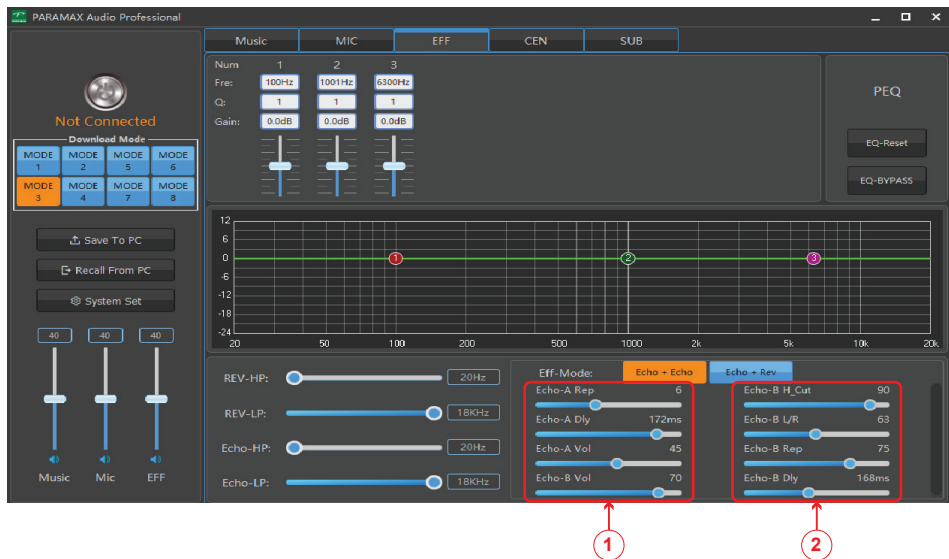 PARAMAX Audio Professional
Not Connected
Download Mode
MODE 1 MODE 2 MODE 5 MODE 6
MODE 3 MODE 4 MODE 7 MODE 8
Save To PC
Recall From PC
System Set
40 40 40
Music Mic EFF
Music MIC EFF CEN SUB
Num 1 2 3
Fre: 100Hz 1001Hz 6300Hz
Q: 1 1 1
Gain: 0.0dB 0.0dB 0.0dB
PEQ
EQ-Reset
EQ-BYPASS
12
6
0 1 2 3
-6
-12
-18
-24
20 50 100 200 500 1000 2k 5k 10k 20k
REV-HP: 20Hz
REV-LP: 18KHz
Echo-HP: 20Hz
Echo-LP: 18KHz
Eff-Mode: Echo + Echo Echo + Rev
Echo-A Rep 6
Echo-A Dly 172ms
Echo-A Vol 45
Echo-B Vol 70
Echo-B H_Cut 90
Echo-B L/R 63
Echo-B Rep 75
Echo-B Dly 168ms
1 2